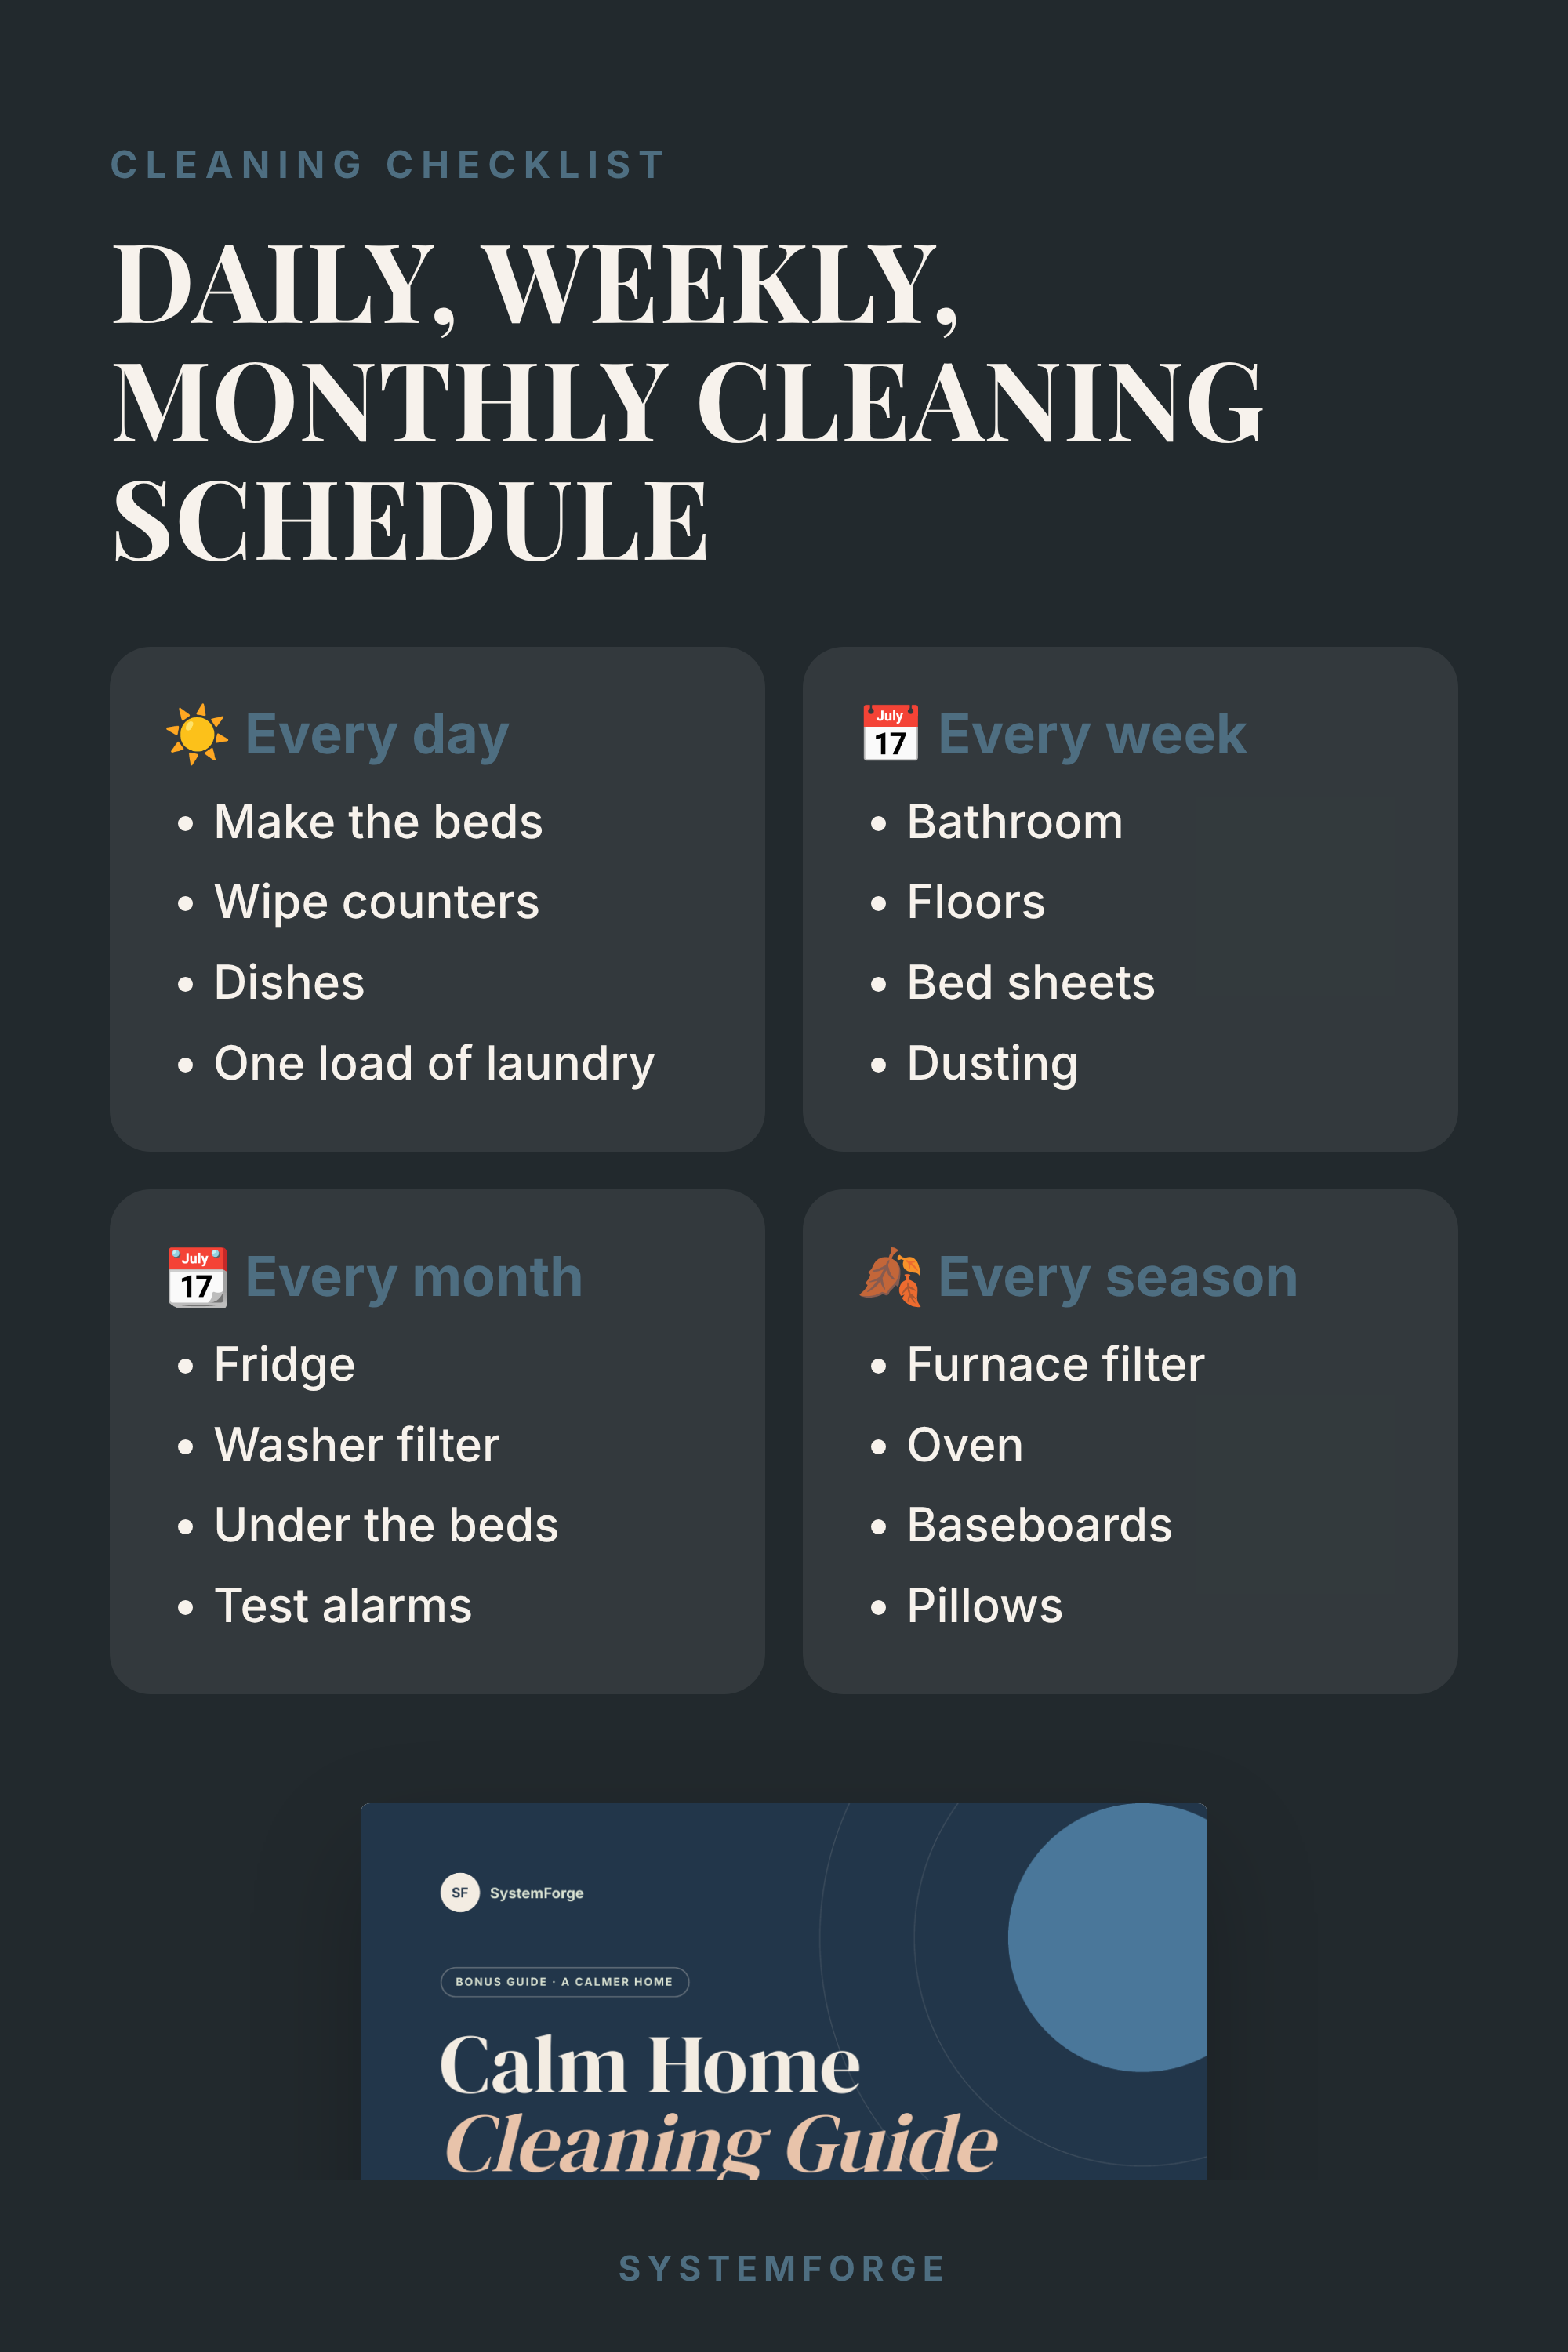 CLEANING CHECKLIST
DAILY, WEEKLY,
MONTHLY CLEANING
SCHEDULE
July
17
Every day
Make the beds
Wipe counters
Dishes
One load of laundry
Every week
Bathroom
Floors
Bed sheets
Dusting
July
17
Every month
Fridge
Washer filter
Under the beds
Test alarms
Every season
Furnace filter
Oven
Baseboards
Pillows
SF SystemForge
BONUS GUIDE · A CALMER HOME
Calm Home
Cleaning Guide
SYSTEMFORGE